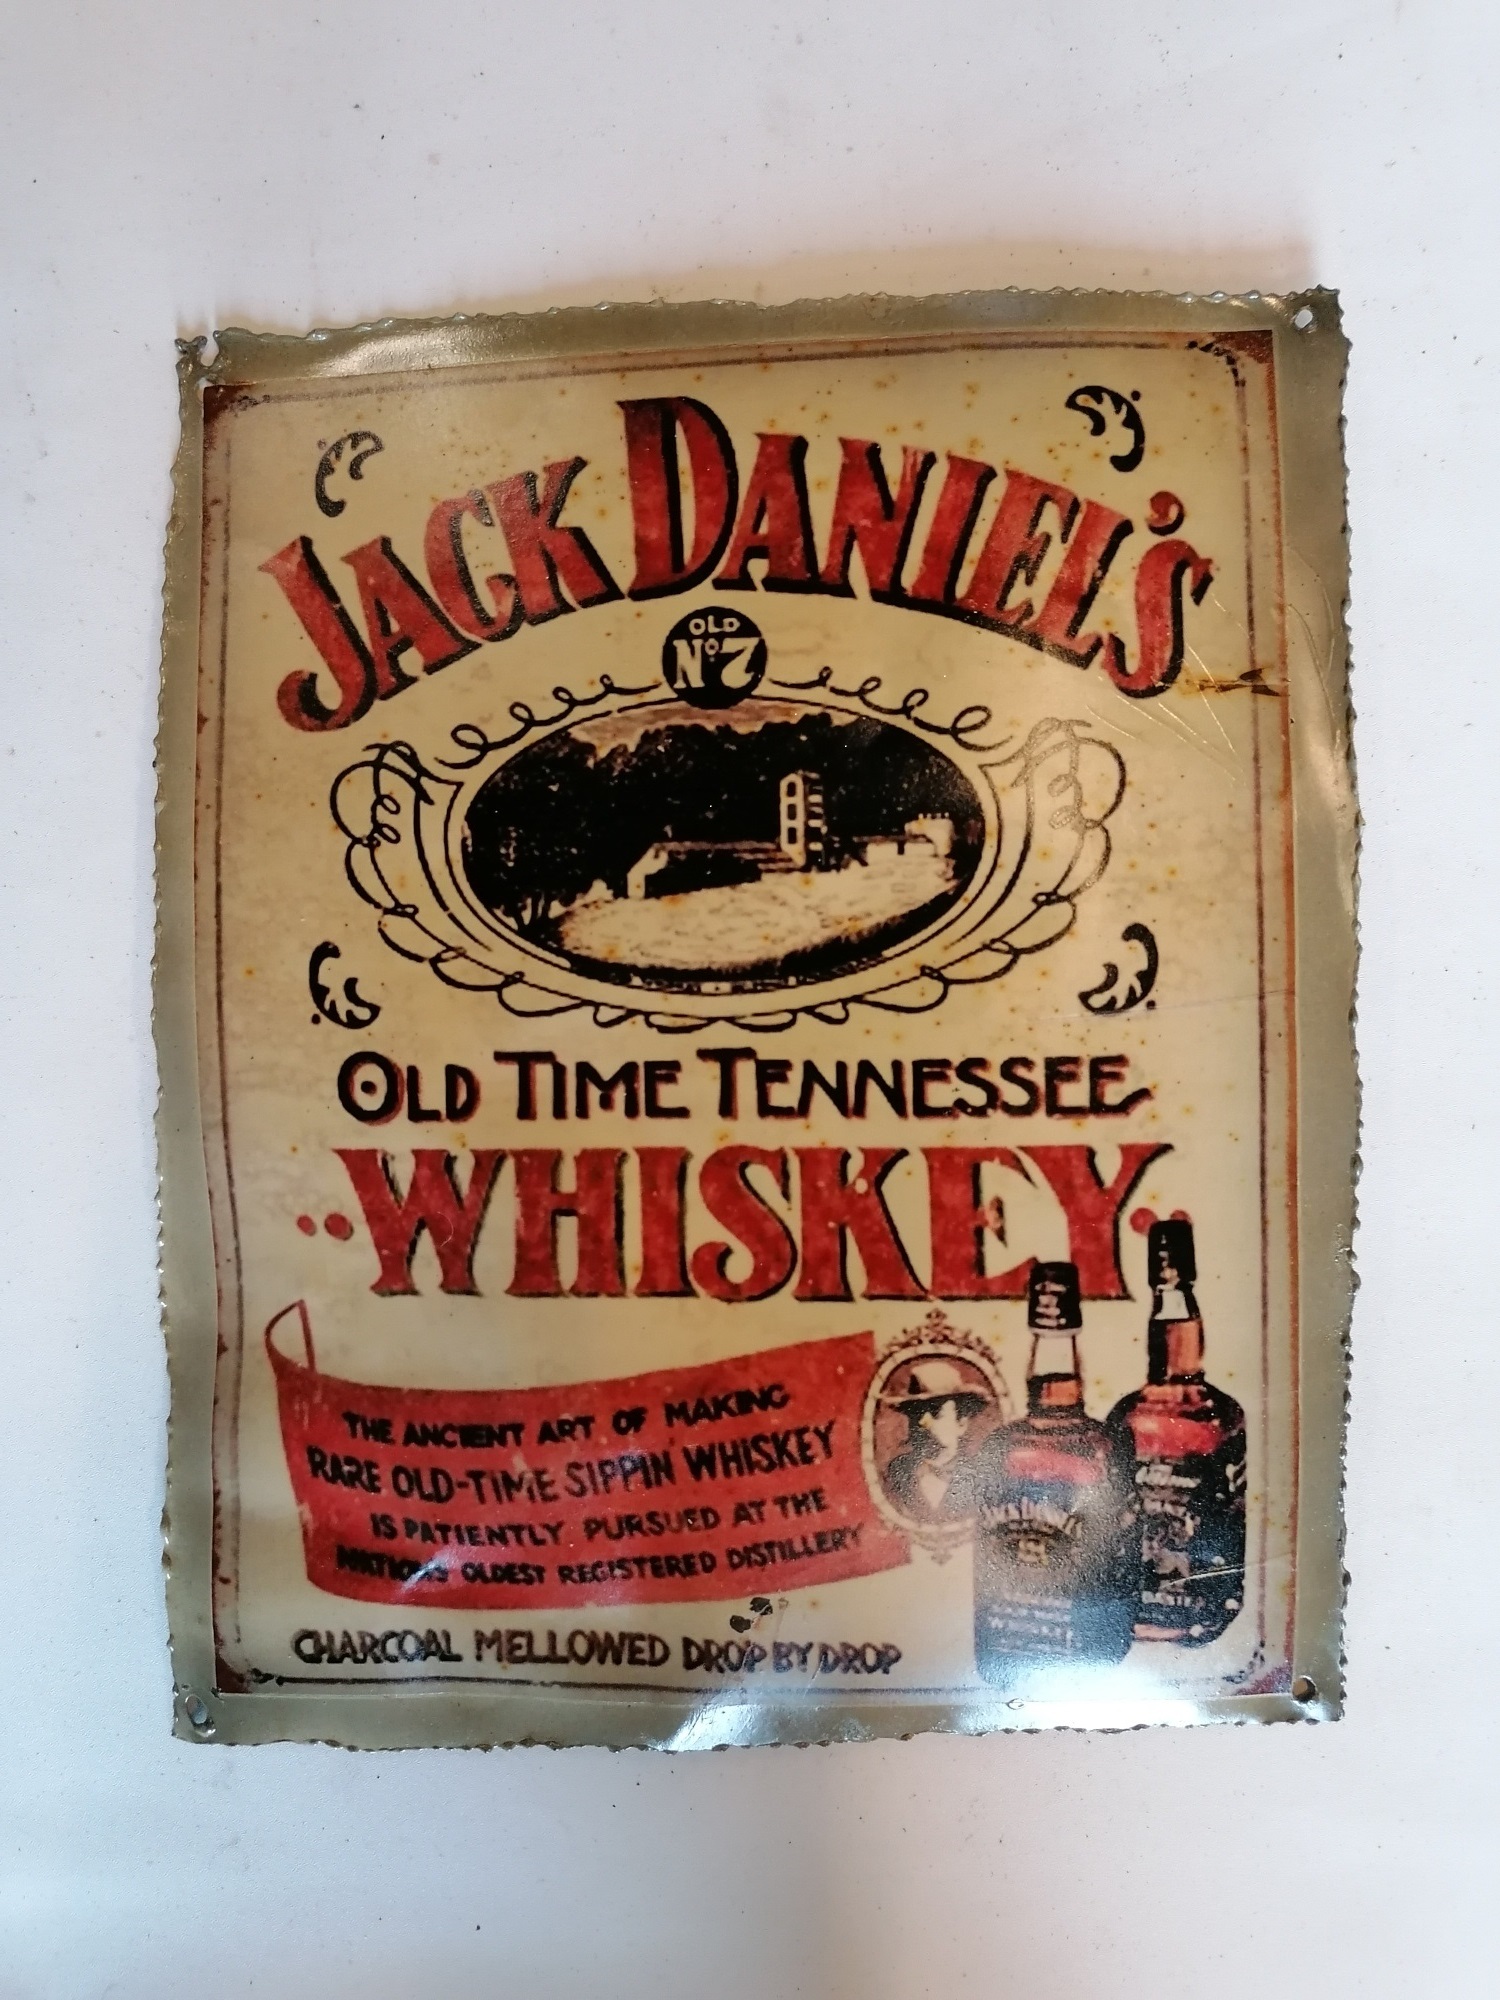 JACK DANIEL'S
OLD
Nº7
OLD TIME TENNESSEE
WHISKEY
THE ANCIENT ART OF MAKING
RARE OLD-TIME SIPPIN' WHISKEY
IS PATIENTLY PURSUED AT THE
NATION'S OLDEST REGISTERED DISTILLERY
CHARCOAL MELLOWED DROP BY DROP